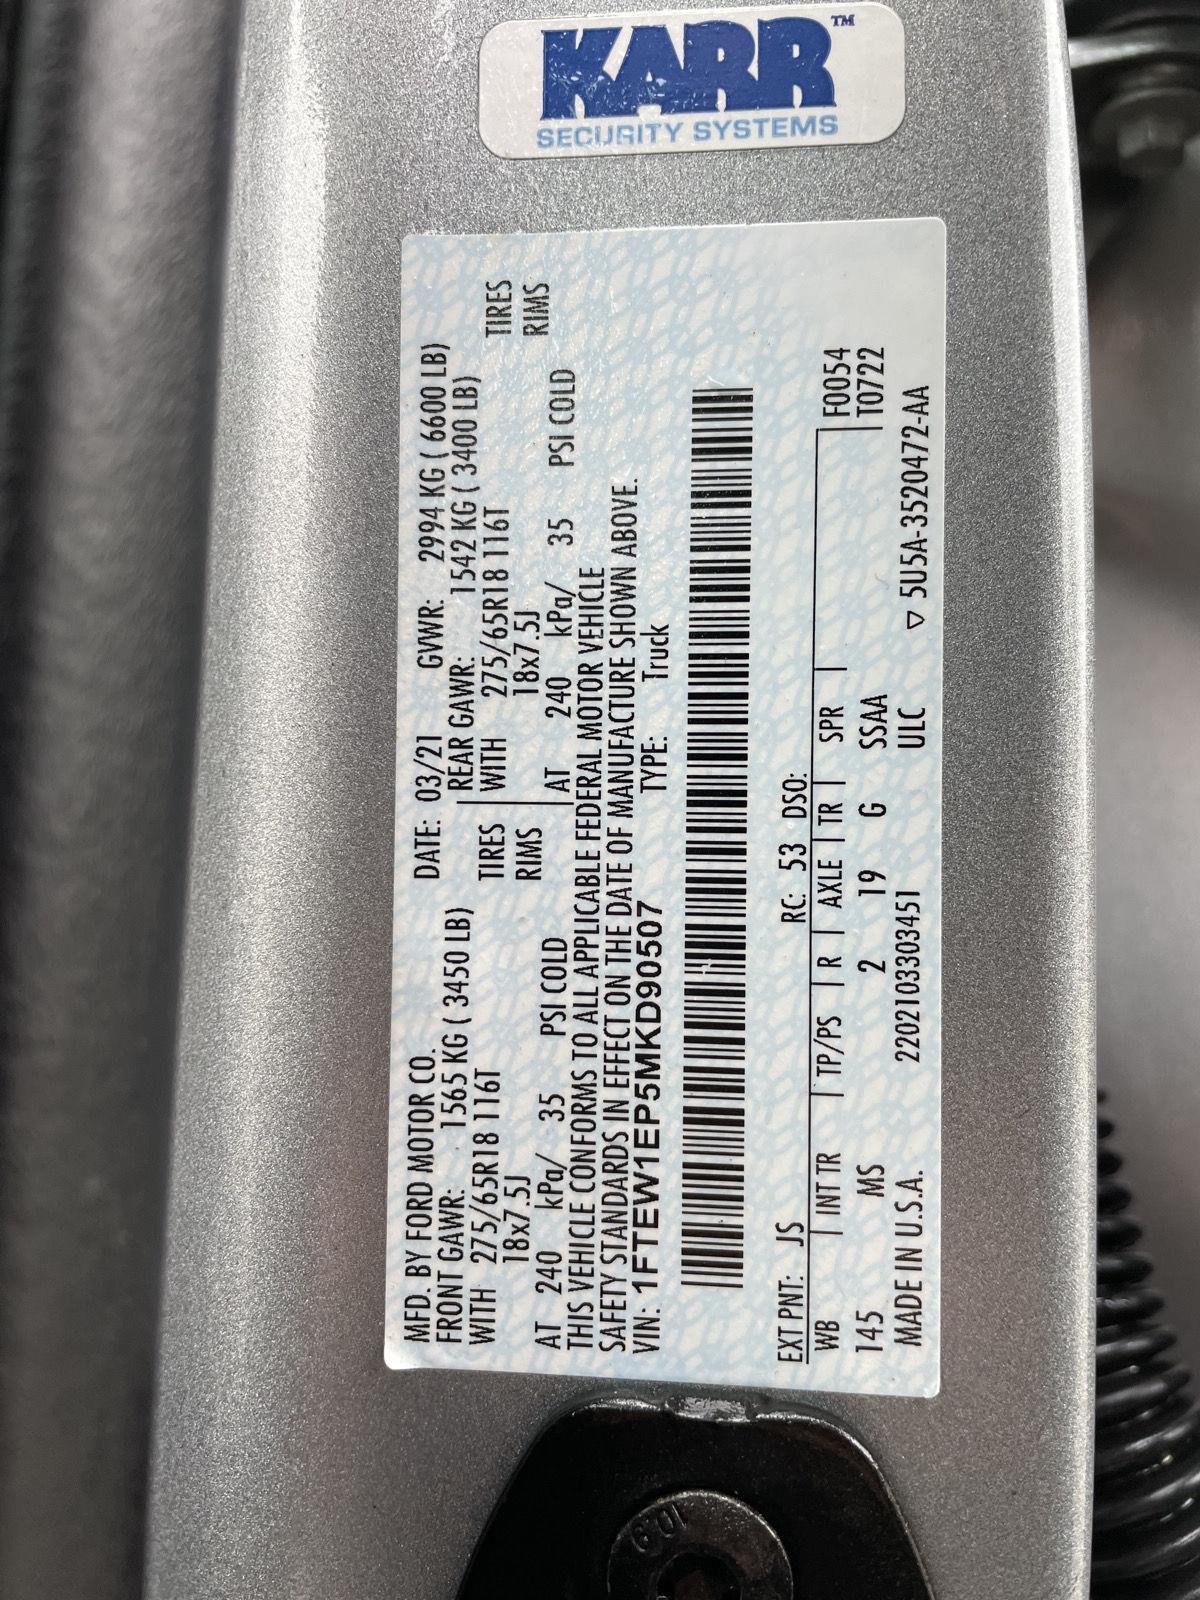 KARR™
SECURITY SYSTEMS
MFD. BY FORD MOTOR CO.
DATE: 03/21 GVWR: 2994 KG ( 6600 LB)
FRONT GAWR: 1565 KG ( 3450 LB)
REAR GAWR: 1542 KG ( 3400 LB)
WITH 275/65R18 116T TIRES
WITH 275/65R18 116T TIRES
18x7.5J RIMS
18x7.5J RIMS
AT 240 kPa/ 35 PSI COLD
AT 240 kPa/ 35 PSI COLD
THIS VEHICLE CONFORMS TO ALL APPLICABLE FEDERAL MOTOR VEHICLE
SAFETY STANDARDS IN EFFECT ON THE DATE OF MANUFACTURE SHOWN ABOVE.
VIN: 1FTEW1EP5MKD90507 TYPE: Truck
EXT PNT: JS RC: 53 DSO:
WB INT TR TP/PS R AXLE TR SPR F0054
145 MS 2 19 G SSAA T0722
MADE IN U.S.A. 2202103303451 ULC ▽ 5U5A-3520472-AA
10.9